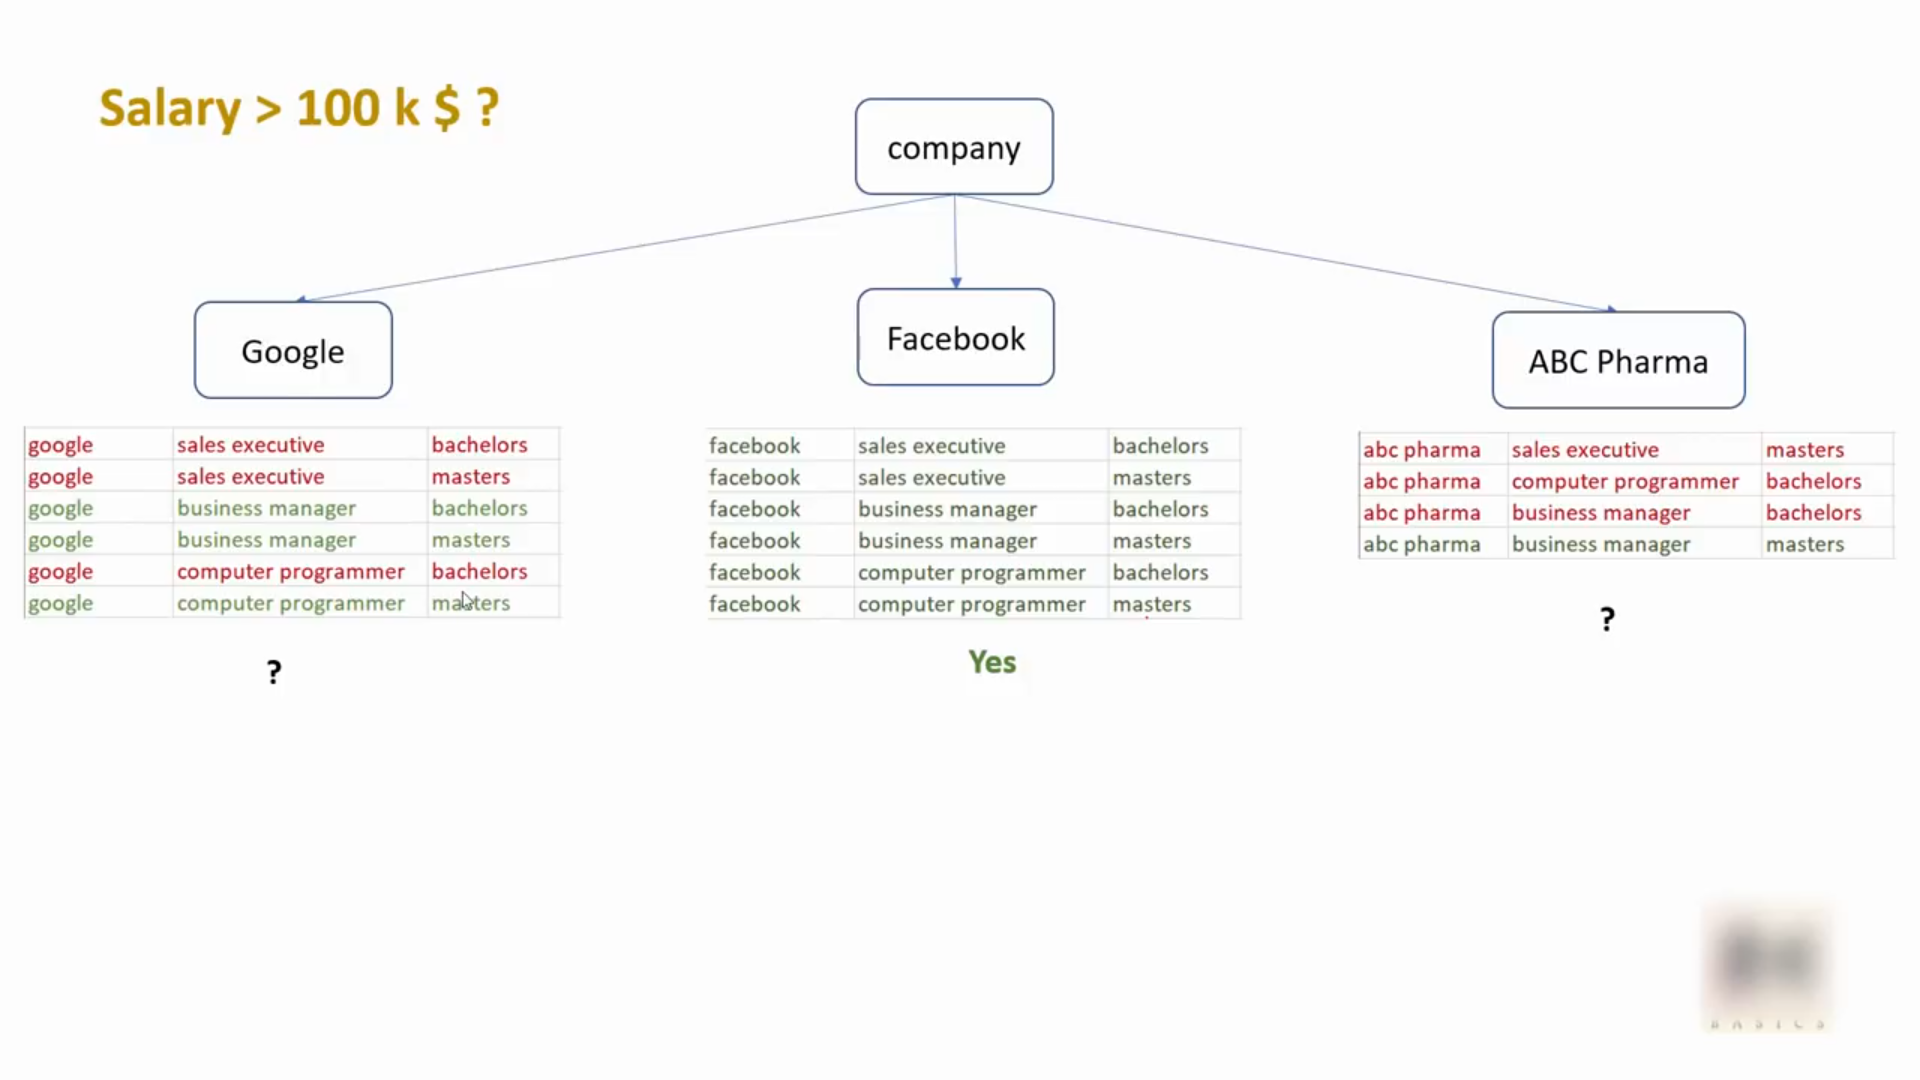 Salary > 100 k $ ?
company
Google
Facebook
ABC Pharma
google sales executive bachelors
google sales executive masters
google business manager bachelors
google business manager masters
google computer programmer bachelors
google computer programmer masters
?
facebook sales executive bachelors
facebook sales executive masters
facebook business manager bachelors
facebook business manager masters
facebook computer programmer bachelors
facebook computer programmer masters
Yes
abc pharma sales executive masters
abc pharma computer programmer bachelors
abc pharma business manager bachelors
abc pharma business manager masters
?
BASICS